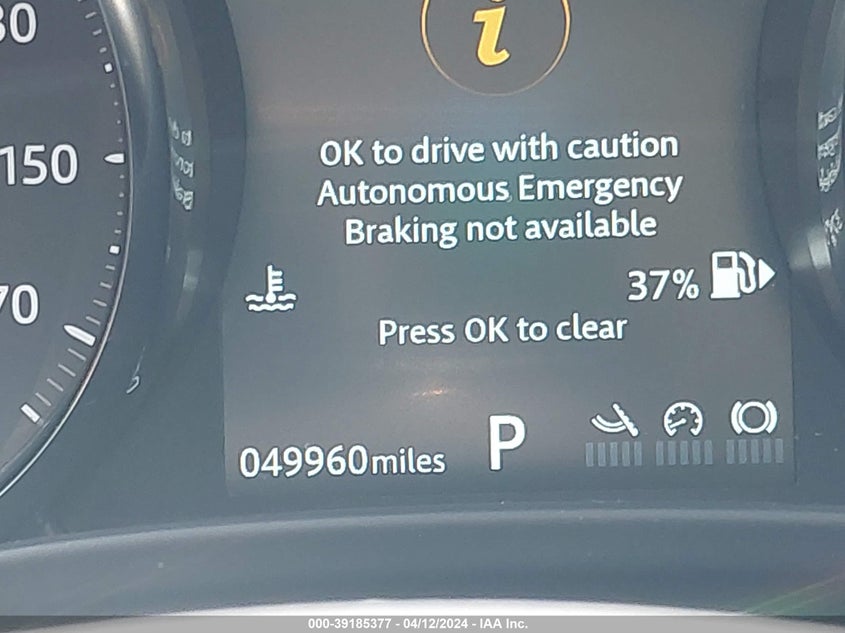 i
150
OK to drive with caution
Autonomous Emergency
Braking not available
37%
Press OK to clear
049960miles
P
000-39185377 - 04/12/2024 - IAA Inc.